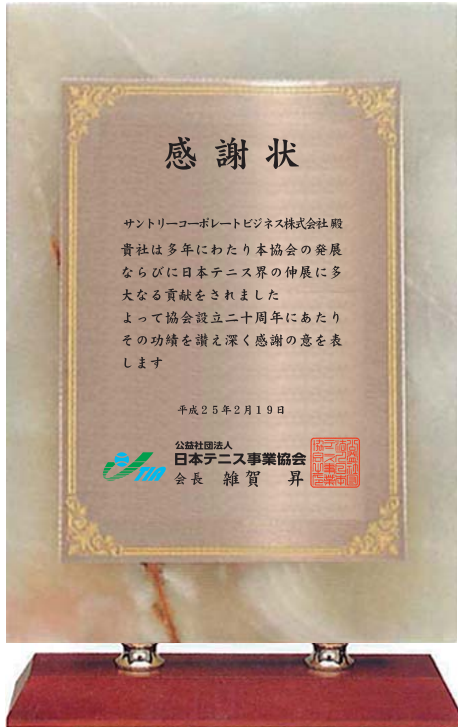 感謝状
サントリーコーポレートビジネス株式会社 殿
貴社は多年にわたり本協会の発展
ならびに日本テニス界の伸展に多
大なる貢献をされました
よって協会設立二十周年にあたり
その功績を讃え深く感謝の意を表
します
平成25年2月19日
公益社団法人
日本テニス事業協会
JTIA
会長 雑賀 昇